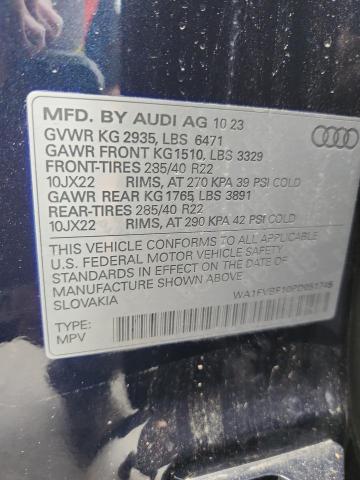 MFD. BY AUDI AG 10 23
GVWR KG 2935, LBS 6471
GAWR FRONT KG1510, LBS 3329
FRONT-TIRES 285/40 R22
10JX22 RIMS, AT 270 KPA 39 PSI COLD
GAWR REAR KG 1765, LBS 3891
REAR-TIRES 285/40 R22
10JX22 RIMS, AT 290 KPA 42 PSI COLD
THIS VEHICLE CONFORMS TO ALL APPLICABLE
U.S. FEDERAL MOTOR VEHICLE SAFETY
STANDARDS IN EFFECT ON THE DATE OF
MANUFACTURE SHOWN ABOVE.
SLOVAKIA
TYPE:
MPV